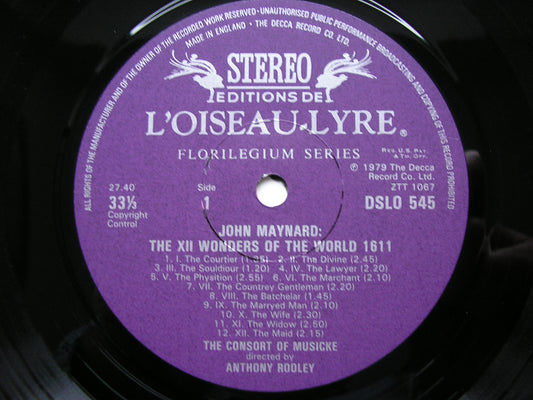 ALL RIGHTS OF THE MANUFACTURER AND OF THE OWNER OF THE RECORDED WORK RESERVED · UNAUTHORISED PUBLIC PERFORMANCE BROADCASTING AND COPYING OF THIS RECORD PROHIBITED
MADE IN ENGLAND · THE DECCA RECORD CO. LTD.
STEREO
EDITIONS DE
L'OISEAU-LYRE®
FLORILEGIUM SERIES
REG. U.S. PAT.
& TM. OFF.
27.40
Side
℗ 1979 The Decca
Record Co. Ltd.
ZTT 1067
33⅓
1
DSLO 545
Copyright
Control
JOHN MAYNARD:
THE XII WONDERS OF THE WORLD 1611
1. I. The Courtier (1.25) 2. II. The Divine (2.45)
3. III. The Souldiour (1.20) 4. IV. The Lawyer (2.20)
5. V. The Physition (2.55) 6. VI. The Marchant (2.10)
7. VII. The Countrey Gentleman (2.20)
8. VIII. The Batchelar (1.45)
9. IX. The Marryed Man (2.10)
10. X. The Wife (2.30)
11. XI. The Widow (2.50)
12. XII. The Maid (2.10)
THE CONSORT OF MUSICKE
directed by
ANTHONY ROOLEY